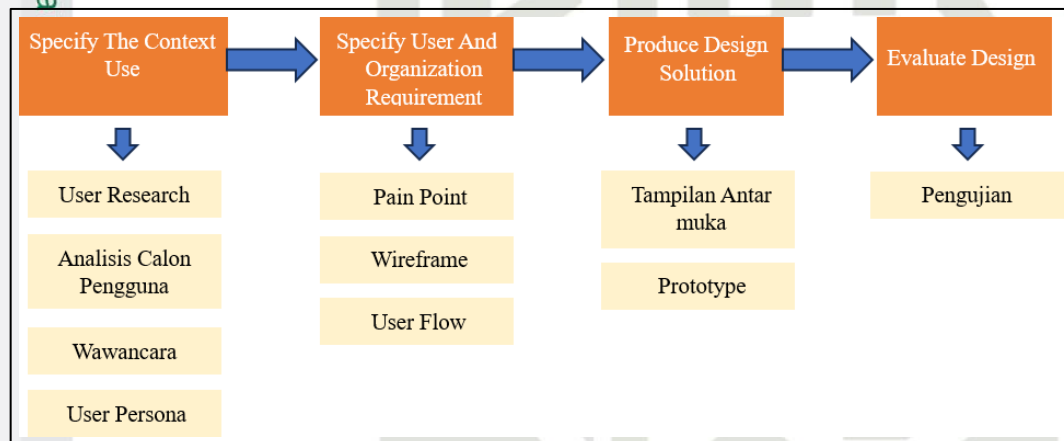 Specify The Context
Use
Specify User And
Organization
Requirement
Produce Design
Solution
Evaluate Design
User Research
Analisis Calon
Pengguna
Wawancara
User Persona
Pain Point
Wireframe
User Flow
Tampilan Antar
muka
Prototype
Pengujian